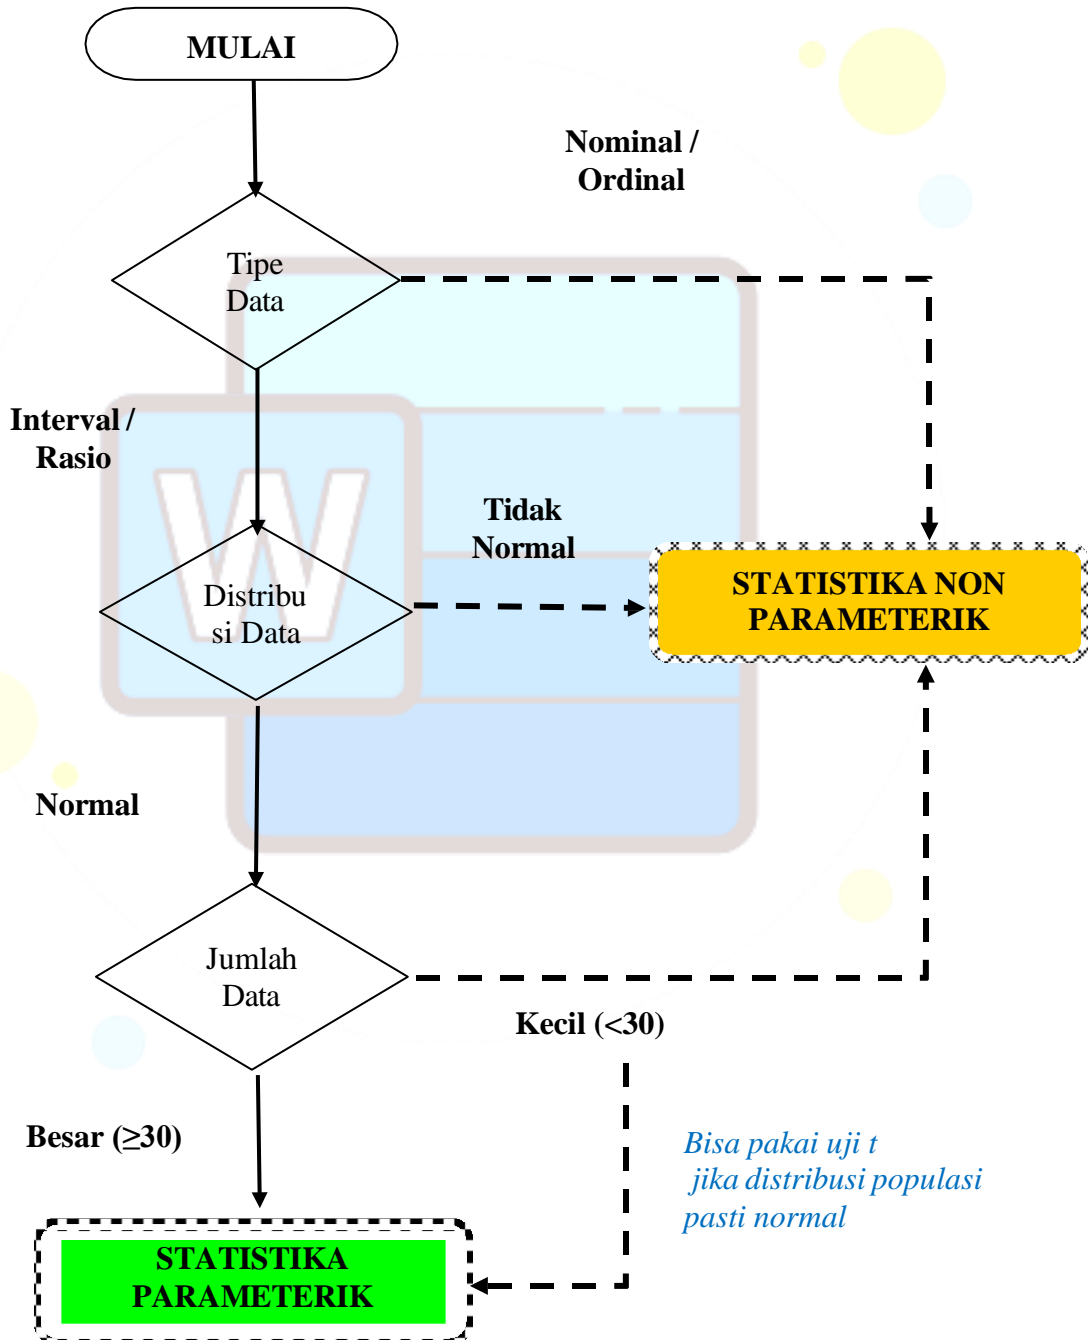 MULAI
Nominal /
Ordinal
Tipe
Data
Interval /
Rasio
Tidak
Normal
Distribu
si Data
STATISTIKA NON
PARAMETERIK
W
Normal
Jumlah
Data
Kecil (<30)
Besar (≥30)
Bisa pakai uji t
jika distribusi populasi
pasti normal
STATISTIKA
PARAMETERIK